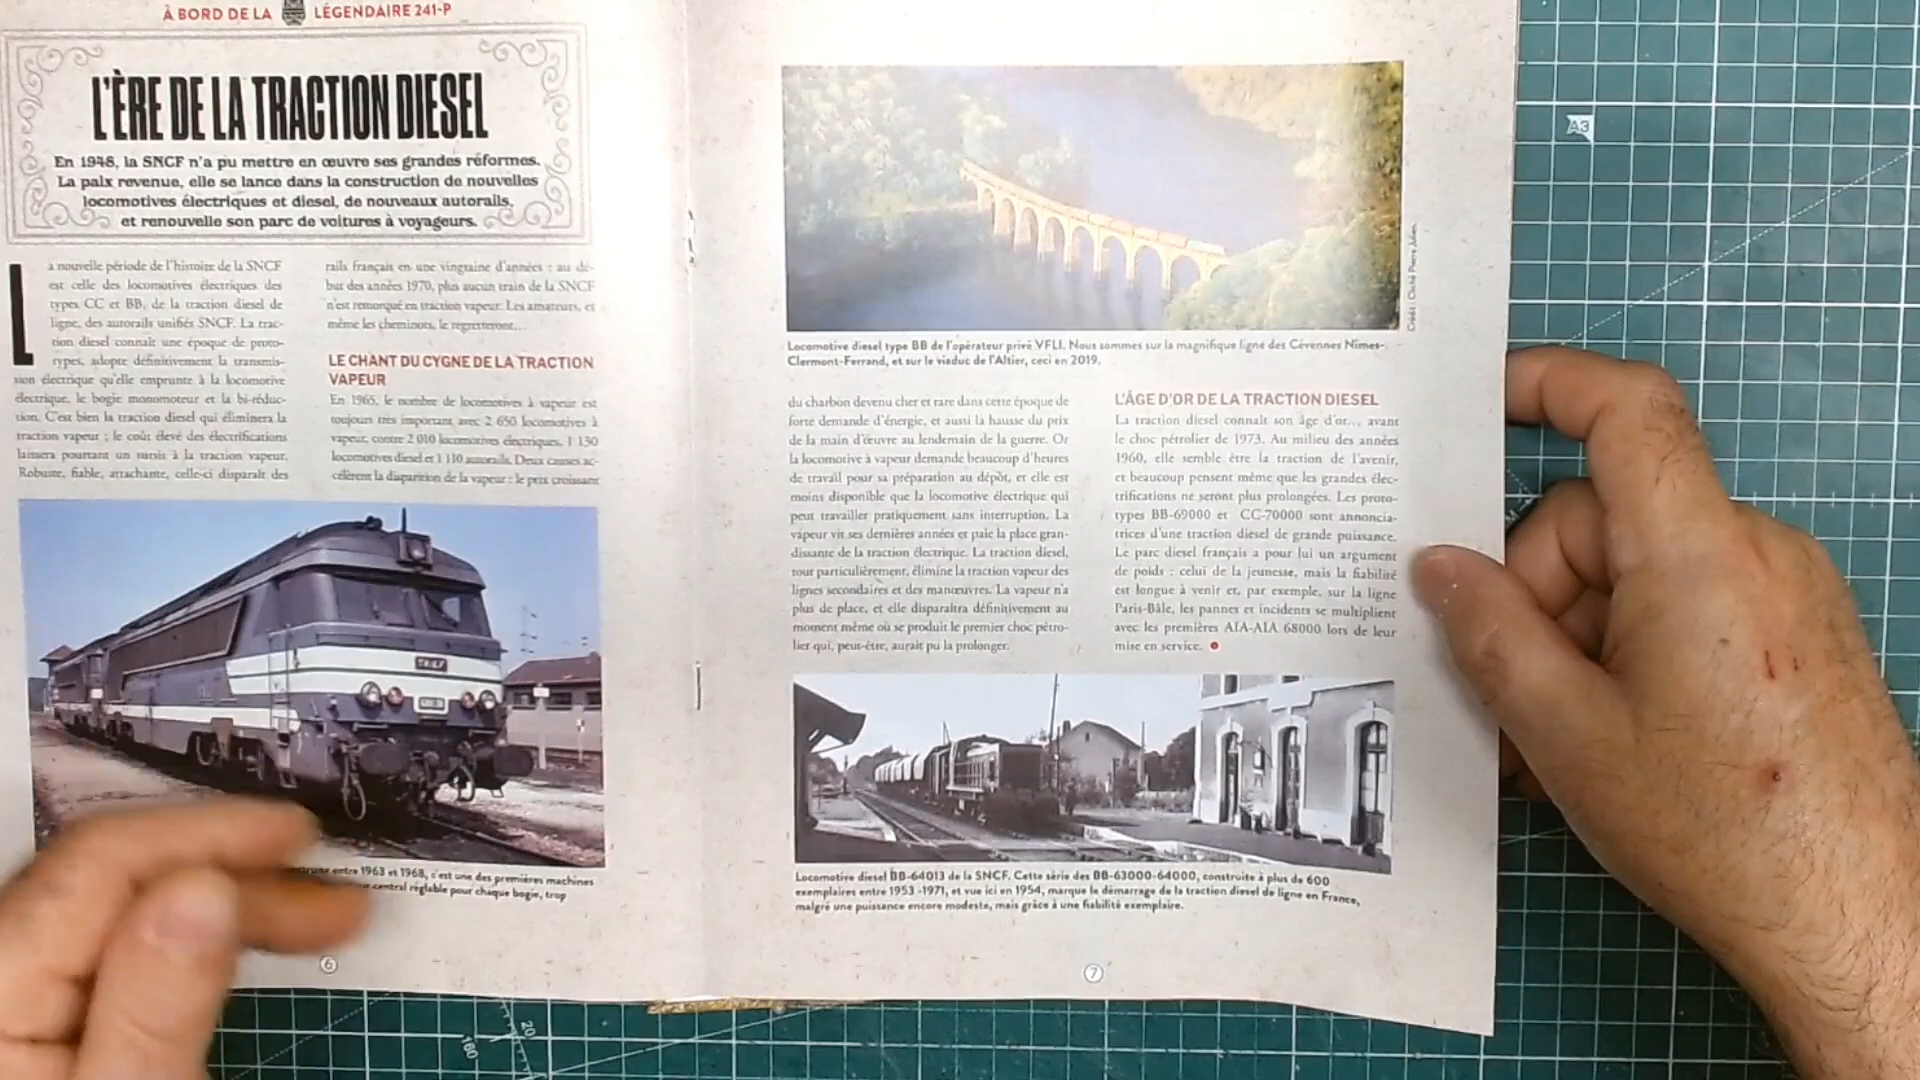 À BORD DE LA LÉGENDAIRE 241-P
L'ÈRE DE LA TRACTION DIESEL
En 1948, la SNCF n'a pu mettre en œuvre ses grandes réformes.
La paix revenue, elle se lance dans la construction de nouvelles
locomotives électriques et diesel, de nouveaux autorails,
et renouvelle son parc de voitures à voyageurs.
La nouvelle période de l'histoire de la SNCF
est celle des locomotives électriques des
types CC et BB, de la traction diesel de
ligne, des autorails unifiés SNCF. La trac-
tion diesel connaît une époque de proto-
types, adopte définitivement la transmis-
sion électrique qu'elle emprunte à la locomotive
électrique, le bogie monomoteur et la bi-réduc-
tion. C'est bien la traction diesel qui éliminera la
traction vapeur : le coût élevé des électrifications
laissera pourtant un sursis à la traction vapeur.
Robuste, fiable, attachante, celle-ci disparaît des
rails français en une vingtaine d'années : au dé-
but des années 1970, plus aucun train de la SNCF
n'est remorqué en traction vapeur. Les amateurs, et
même les cheminots, le regretteront...
LE CHANT DU CYGNE DE LA TRACTION
VAPEUR
En 1965, le nombre de locomotives à vapeur est
toujours très important avec 2 650 locomotives à
vapeur, contre 2 010 locomotives électriques, 1 130
locomotives diesel et 1 110 autorails. Deux causes ac-
célèrent la disparition de la vapeur : le prix croissant
entre 1963 et 1968, c'est une des premières machines
central réglable pour chaque bogie, trop
6
Crédit : Cliché Pierre Julien.
Locomotive diesel type BB de l'opérateur privé VFLI. Nous sommes sur la magnifique ligne des Cévennes Nîmes-
Clermont-Ferrand, et sur le viaduc de l'Altier, ceci en 2019.
du charbon devenu cher et rare dans cette époque de
forte demande d'énergie, et aussi la hausse du prix
de la main d'œuvre au lendemain de la guerre. Or
la locomotive à vapeur demande beaucoup d'heures
de travail pour sa préparation au dépôt, et elle est
moins disponible que la locomotive électrique qui
peut travailler pratiquement sans interruption. La
vapeur vit ses dernières années et paie la place gran-
dissante de la traction électrique. La traction diesel,
tout particulièrement, élimine la traction vapeur des
lignes secondaires et des manœuvres. La vapeur n'a
plus de place, et elle disparaîtra définitivement au
moment même où se produit le premier choc pétro-
lier qui, peut-être, aurait pu la prolonger.
L'ÂGE D'OR DE LA TRACTION DIESEL
La traction diesel connaît son âge d'or... avant
le choc pétrolier de 1973. Au milieu des années
1960, elle semble être la traction de l'avenir,
et beaucoup pensent même que les grandes élec-
trifications ne seront plus prolongées. Les proto-
types BB-69000 et CC-70000 sont annoncia-
trices d'une traction diesel de grande puissance.
Le parc diesel français a pour lui un argument
de poids : celui de la jeunesse, mais la fiabilité
est longue à venir et, par exemple, sur la ligne
Paris-Bâle, les pannes et incidents se multiplient
avec les premières A1A-A1A 68000 lors de leur
mise en service.
Locomotive diesel BB-64013 de la SNCF. Cette série des BB-63000-64000, construite à plus de 600
exemplaires entre 1953 -1971, et vue ici en 1954, marque le démarrage de la traction diesel de ligne en France,
malgré une puissance encore modeste, mais grâce à une fiabilité exemplaire.
7
A3
20
160